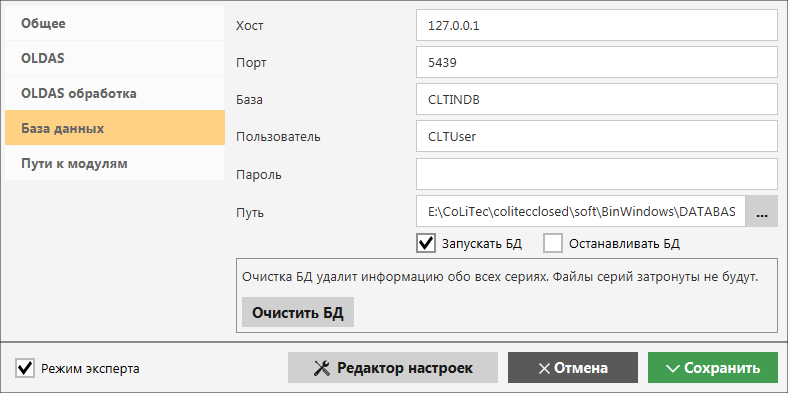 Общее
OLDAS
OLDAS обработка
База данных
Пути к модулям
Хост 127.0.0.1
Порт 5439
База CLTINDB
Пользователь CLTUser
Пароль
Путь E:\CoLiTec\colitecclosed\soft\BinWindows\DATABAS ...
Запускать БД Останавливать БД
Очистка БД удалит информацию обо всех сериях. Файлы серий затронуты не будут.
Очистить БД
Режим эксперта Редактор настроек Отмена Сохранить